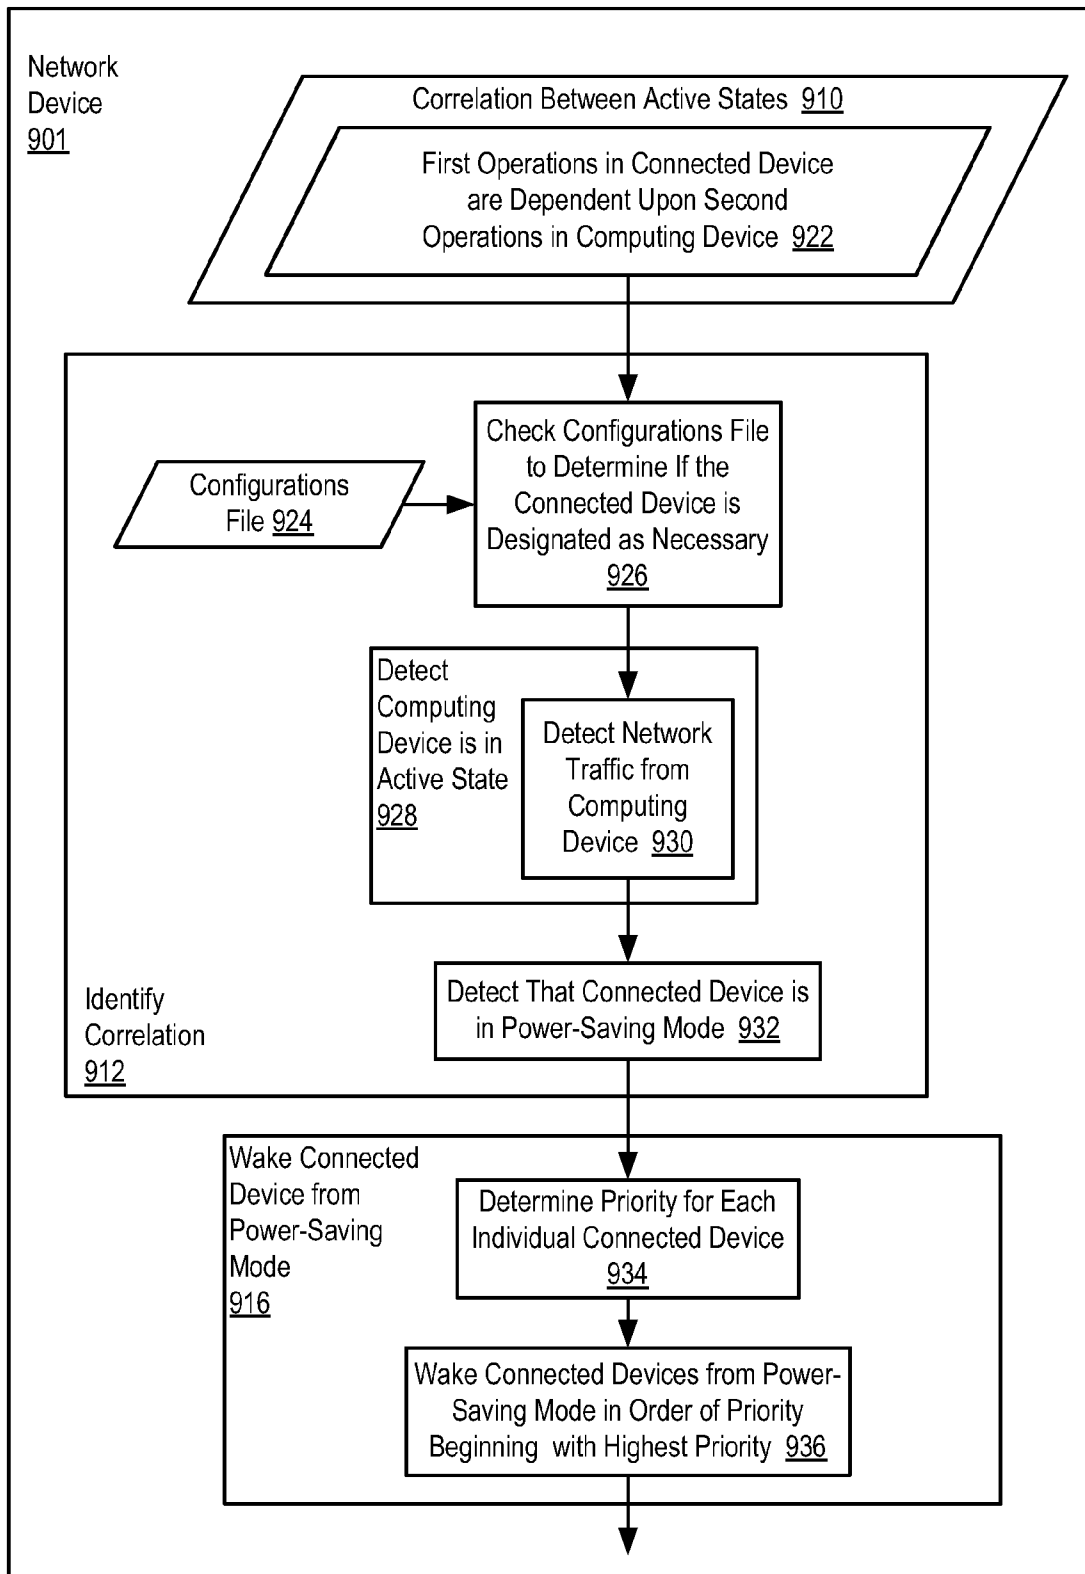 Network
Device
901
Correlation Between Active States 910
First Operations in Connected Device
are Dependent Upon Second
Operations in Computing Device 922
Check Configurations File
to Determine If the
Connected Device is
Designated as Necessary
926
Configurations
File 924
Detect
Computing
Device is in
Active State
928
Detect Network
Traffic from
Computing
Device 930
Detect That Connected Device is
in Power-Saving Mode 932
Identify
Correlation
912
Wake Connected
Device from
Power-Saving
Mode
916
Determine Priority for Each
Individual Connected Device
934
Wake Connected Devices from Power-
Saving Mode in Order of Priority
Beginning with Highest Priority 936